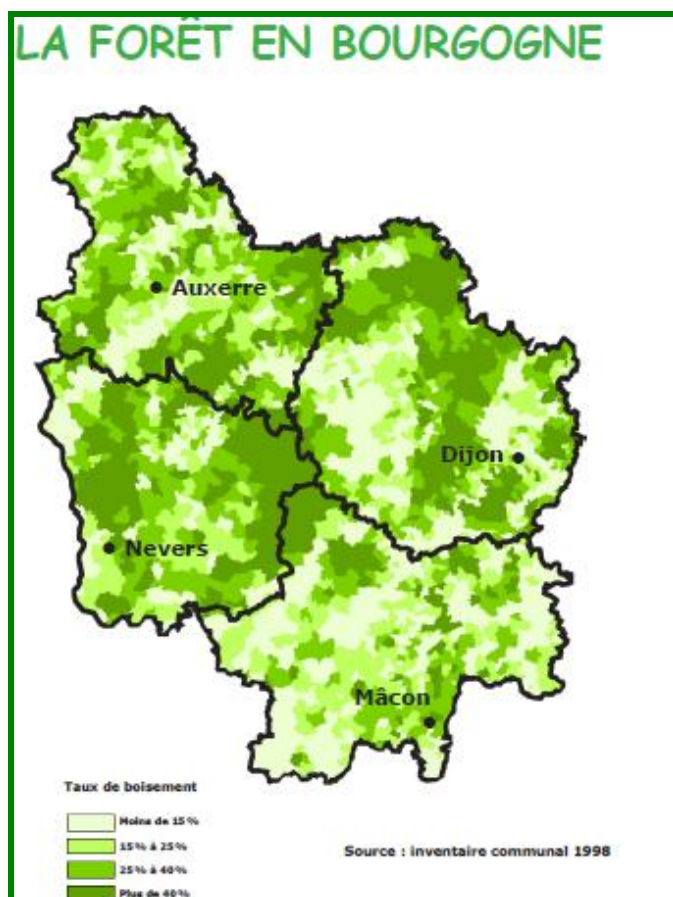 LA FORÊT EN BOURGOGNE
Auxerre
Dijon
Nevers
Mâcon
Taux de boisement
Moins de 15%
15% à 25%
25% à 40%
Plus de 40%
Source : inventaire communal 1998